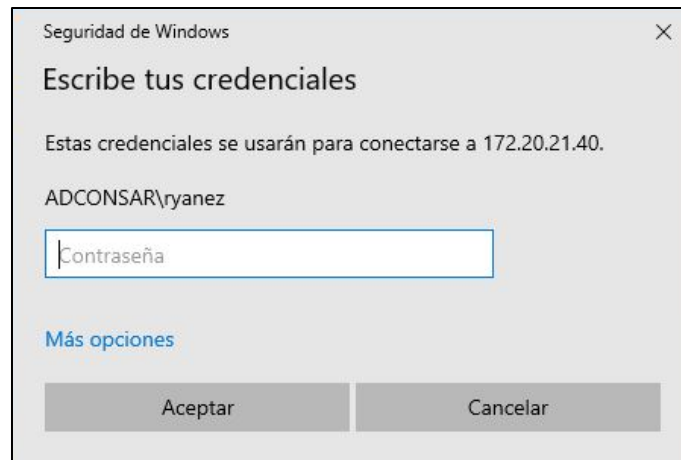 Seguridad de Windows
Escribe tus credenciales
Estas credenciales se usarán para conectarse a 172.20.21.40.
ADCONSAR\ryanez
Contraseña
Más opciones
Aceptar
Cancelar